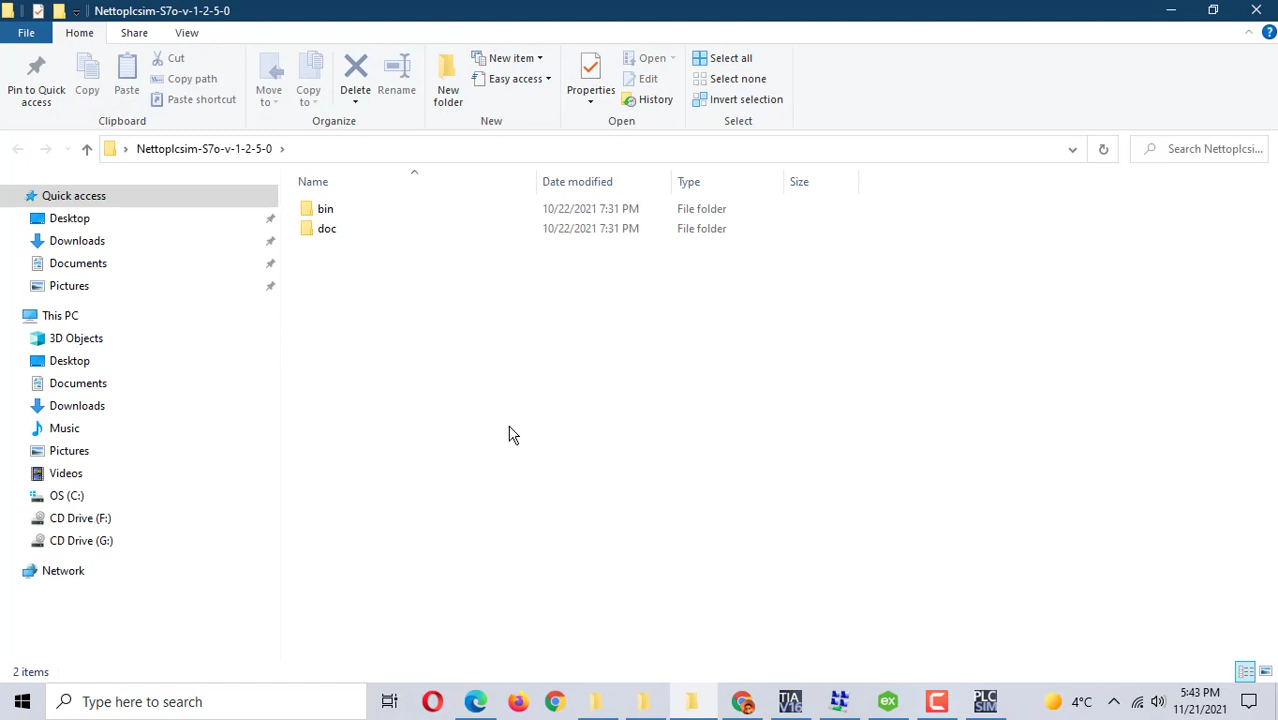 Nettoplcsim-S7o-v-1-2-5-0
File Home Share View
Pin to Quick access
Copy
Paste
Cut
Copy path
Paste shortcut
Clipboard
Move to
Copy to
Delete
Rename
Organize
New folder
New item
Easy access
New
Properties
Open
Edit
History
Open
Select all
Select none
Invert selection
Select
Nettoplcsim-S7o-v-1-2-5-0
Search Nettoplcsi...
Name Date modified Type Size
bin 10/22/2021 7:31 PM File folder
doc 10/22/2021 7:31 PM File folder
Quick access
Desktop
Downloads
Documents
Pictures
This PC
3D Objects
Desktop
Documents
Downloads
Music
Pictures
Videos
OS (C:)
CD Drive (F:)
CD Drive (G:)
Network
2 items
Type here to search
TIA V16
ex
C
PLC SIM
4°C
5:43 PM
11/21/2021